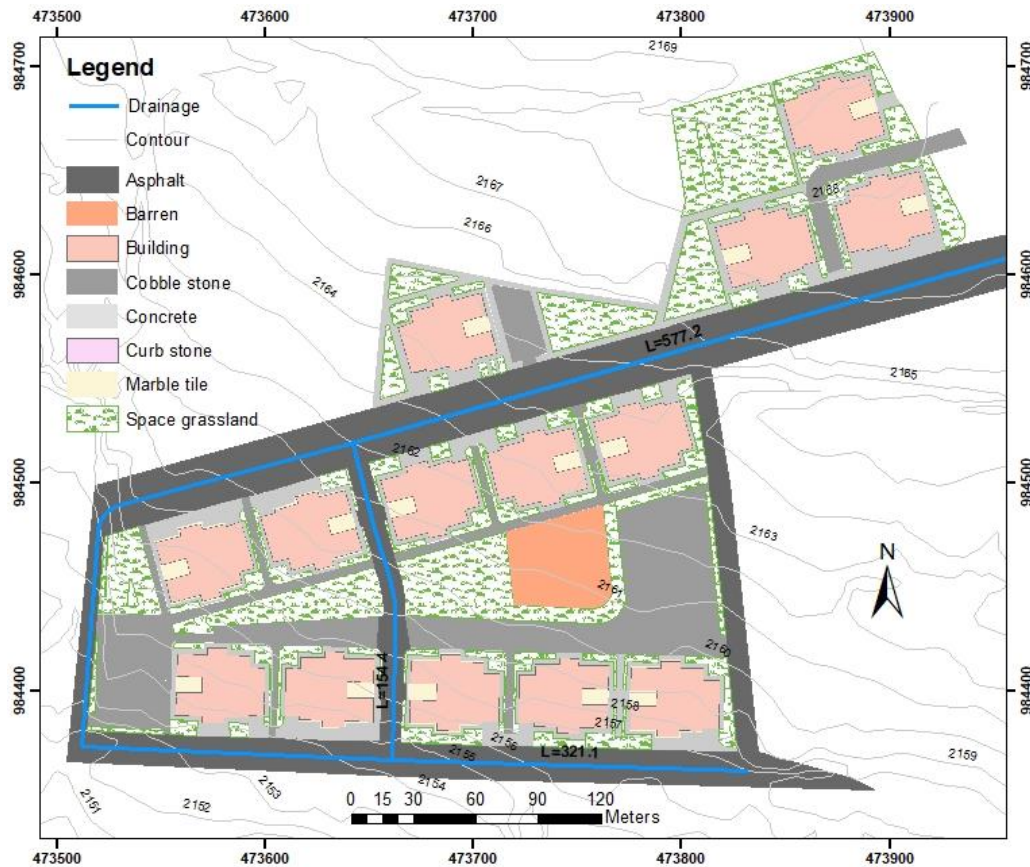 473500 473600 473700 473800 473900
984700 984700
984600 984600
984500 984500
984400 984400
Legend
Drainage
Contour
Asphalt
Barren
Building
Cobble stone
Concrete
Curb stone
Marble tile
Space grassland
2169
2167
2166
2168
2164
L=577.2
2165
2162
2163
N
2161
2160
L=154.4
2158
2157
2156
2155
L=321.1
2159
2154
2153
2152
2151
0 15 30 60 90 120
Meters
473500 473600 473700 473800 473900